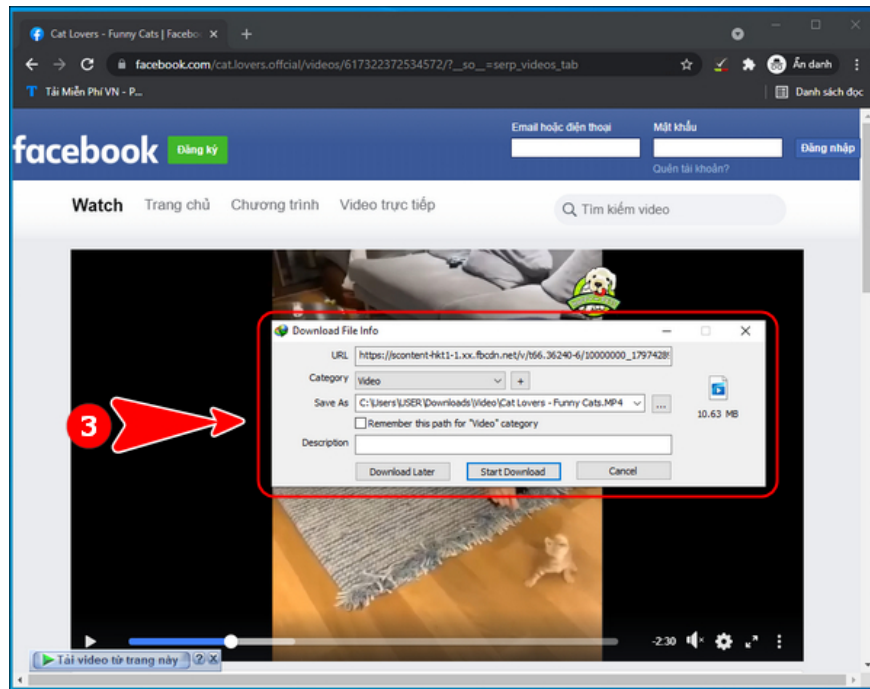 Cat Lovers - Funny Cats | Facebo
facebook.com/cat.lovers.offcial/videos/617322372534572/?_so_=serp_videos_tab
Ẩn danh
Tải Miễn Phí VN - P...
Danh sách đọc
facebook
Đăng ký
Email hoặc điện thoại
Mật khẩu
Đăng nhập
Quên tài khoản?
Watch Trang chủ Chương trình Video trực tiếp
Tìm kiếm video
Download File Info
URL https://scontent-hkt1-1.xx.fbcdn.net/v/t66.36240-6/10000000_1797428
Category Video
Save As C:\Users\USER\Downloads\Video\Cat Lovers - Funny Cats.MP4
...
10.63 MB
Remember this path for "Video" category
3
Description
Download Later Start Download Cancel
-2:30
Tải video từ trang này ? X